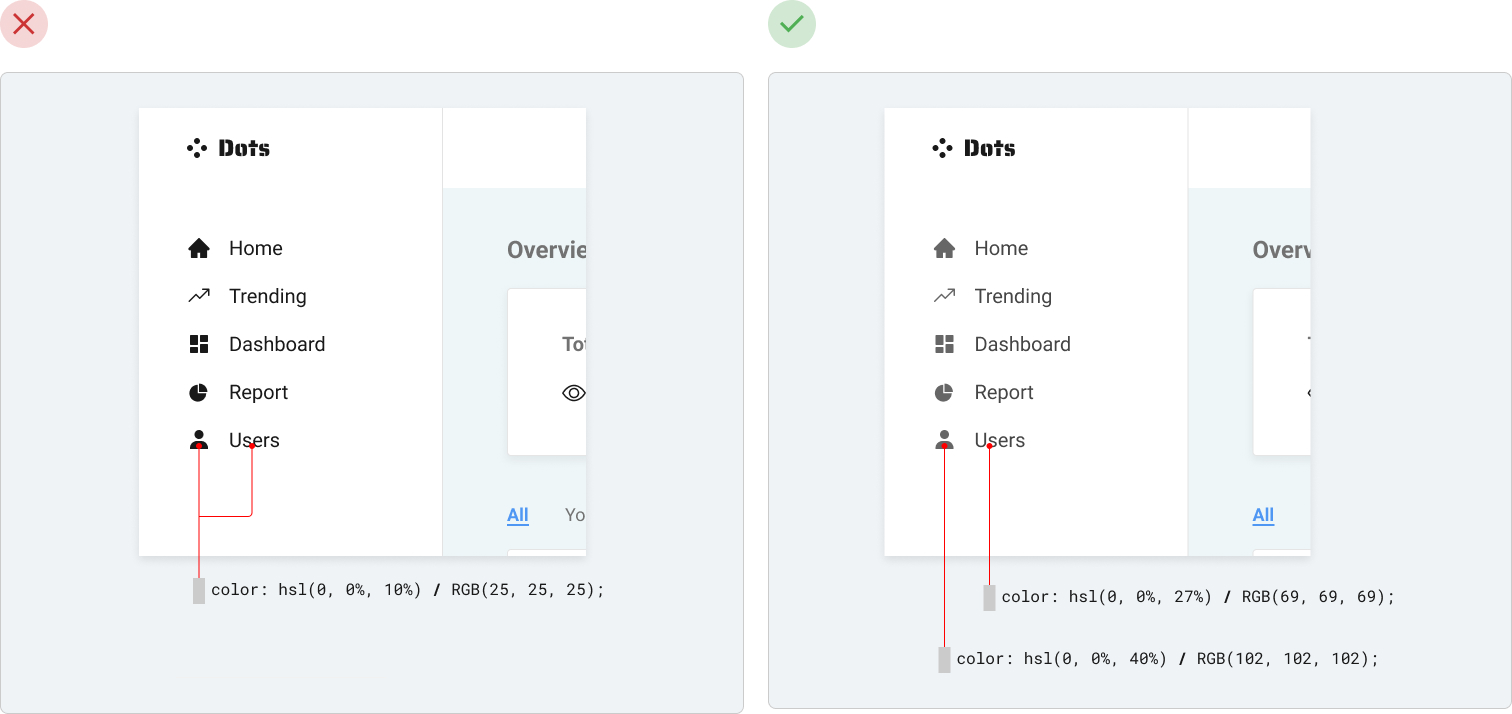 Dots
Home
Trending
Dashboard
Report
Users
Overvie
Tot
All
Yo
color: hsl(0, 0%, 10%) / RGB(25, 25, 25);
Dots
Home
Trending
Dashboard
Report
Users
Overv
All
color: hsl(0, 0%, 27%) / RGB(69, 69, 69);
color: hsl(0, 0%, 40%) / RGB(102, 102, 102);